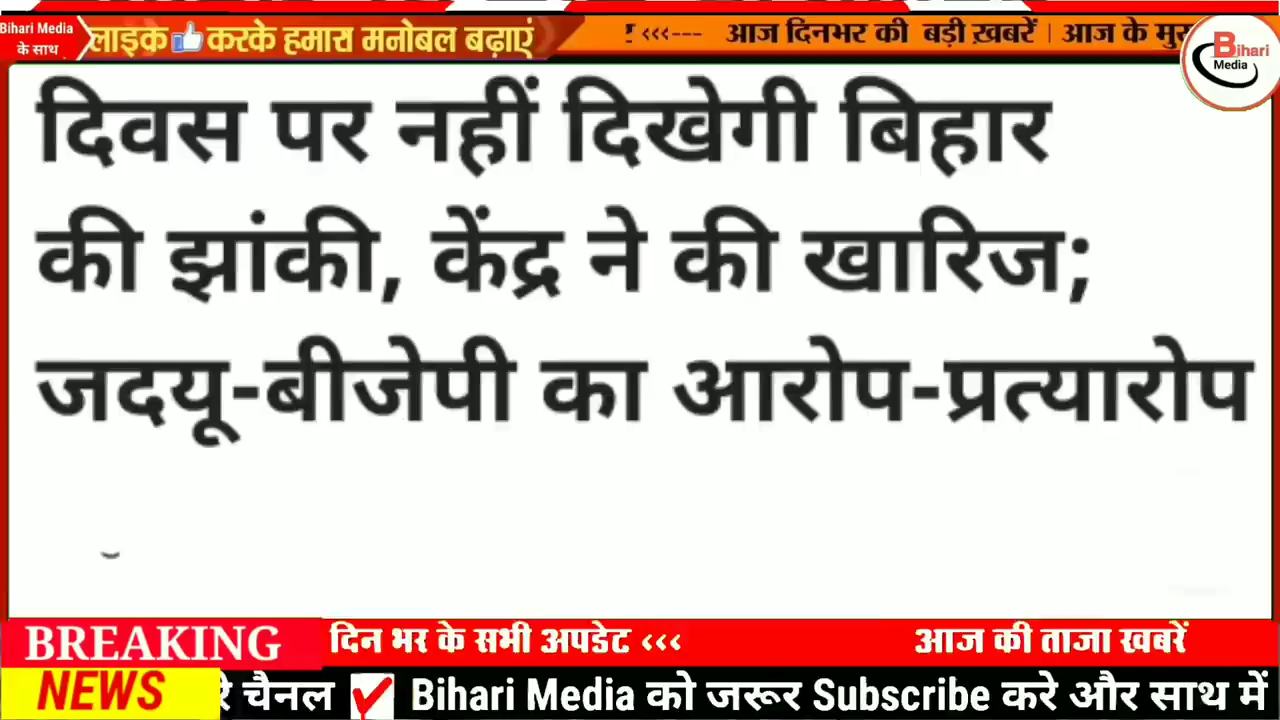 Bihari Media
के साथ
लाइक करके हमारा मनोबल बढ़ाएं
<<<--- आज दिनभर की बड़ी ख़बरें | आज के
Bihari
Media
दिवस पर नहीं दिखेगी बिहार
की झांकी, केंद्र ने की खारिज;
जदयू-बीजेपी का आरोप-प्रत्यारोप
BREAKING
NEWS
दिन भर के सभी अपडेट <<< आज की ताजा खबरें
चैनल Bihari Media को जरूर Subscribe करे और साथ में